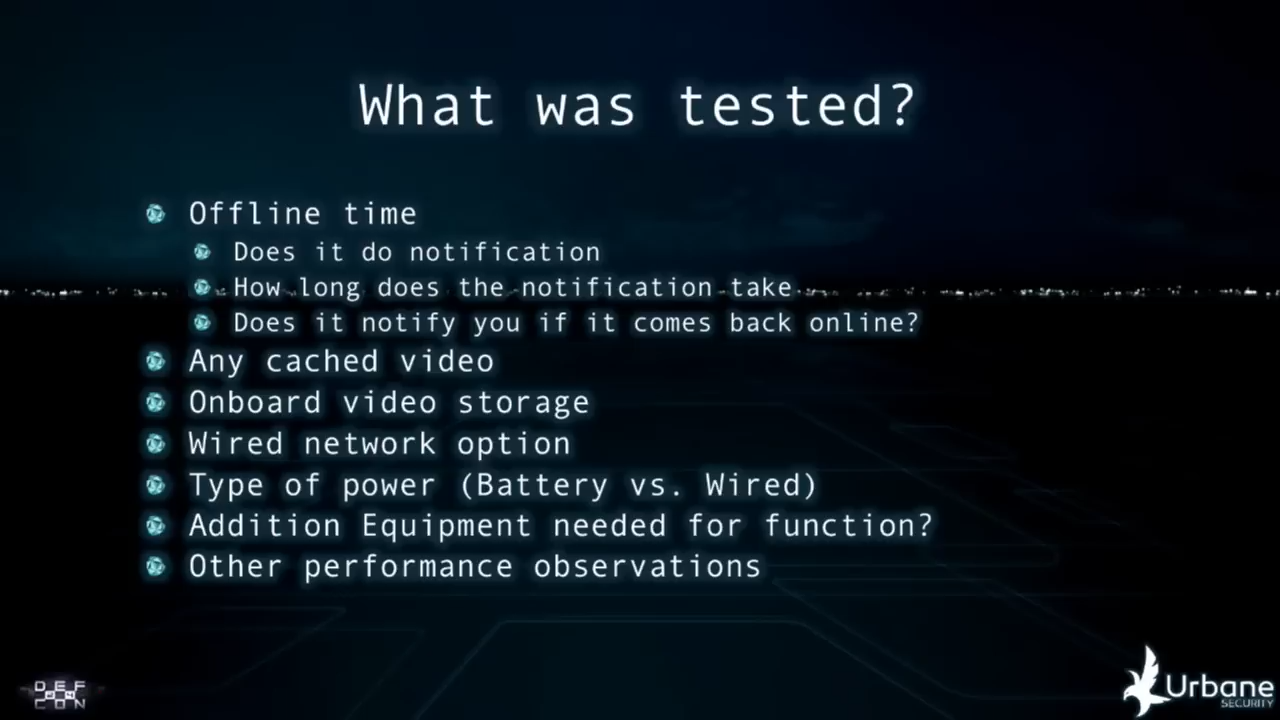 What was tested?
Offline time
Does it do notification
How long does the notification take
Does it notify you if it comes back online?
Any cached video
Onboard video storage
Wired network option
Type of power (Battery vs. Wired)
Addition Equipment needed for function?
Other performance observations
DEF
CON
Urbane
SECURITY